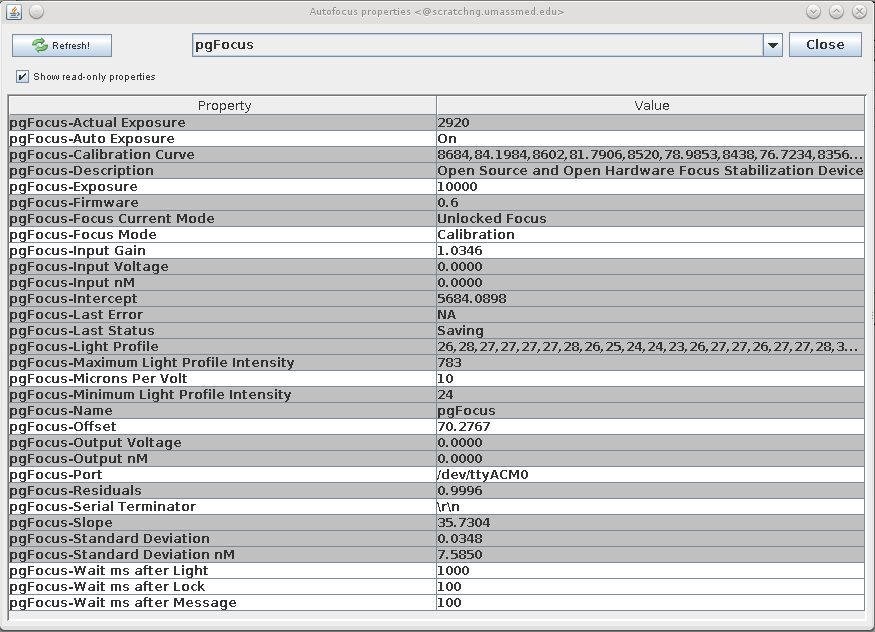 Autofocus properties <@scratchng.umassmed.edu>
Refresh! pgFocus Close
Show read-only properties
Property Value
pgFocus-Actual Exposure 2920
pgFocus-Auto Exposure On
pgFocus-Calibration Curve 8684,84.1984,8602,81.7906,8520,78.9853,8438,76.7234,8356...
pgFocus-Description Open Source and Open Hardware Focus Stabilization Device
pgFocus-Exposure 10000
pgFocus-Firmware 0.6
pgFocus-Focus Current Mode Unlocked Focus
pgFocus-Focus Mode Calibration
pgFocus-Input Gain 1.0346
pgFocus-Input Voltage 0.0000
pgFocus-Input nM 0.0000
pgFocus-Intercept 5684.0898
pgFocus-Last Error NA
pgFocus-Last Status Saving
pgFocus-Light Profile 26,28,27,27,27,27,28,26,25,24,24,23,26,27,27,26,27,27,28,3...
pgFocus-Maximum Light Profile Intensity 783
pgFocus-Microns Per Volt 10
pgFocus-Minimum Light Profile Intensity 24
pgFocus-Name pgFocus
pgFocus-Offset 70.2767
pgFocus-Output Voltage 0.0000
pgFocus-Output nM 0.0000
pgFocus-Port /dev/ttyACM0
pgFocus-Residuals 0.9996
pgFocus-Serial Terminator \r\n
pgFocus-Slope 35.7304
pgFocus-Standard Deviation 0.0348
pgFocus-Standard Deviation nM 7.5850
pgFocus-Wait ms after Light 1000
pgFocus-Wait ms after Lock 100
pgFocus-Wait ms after Message 100